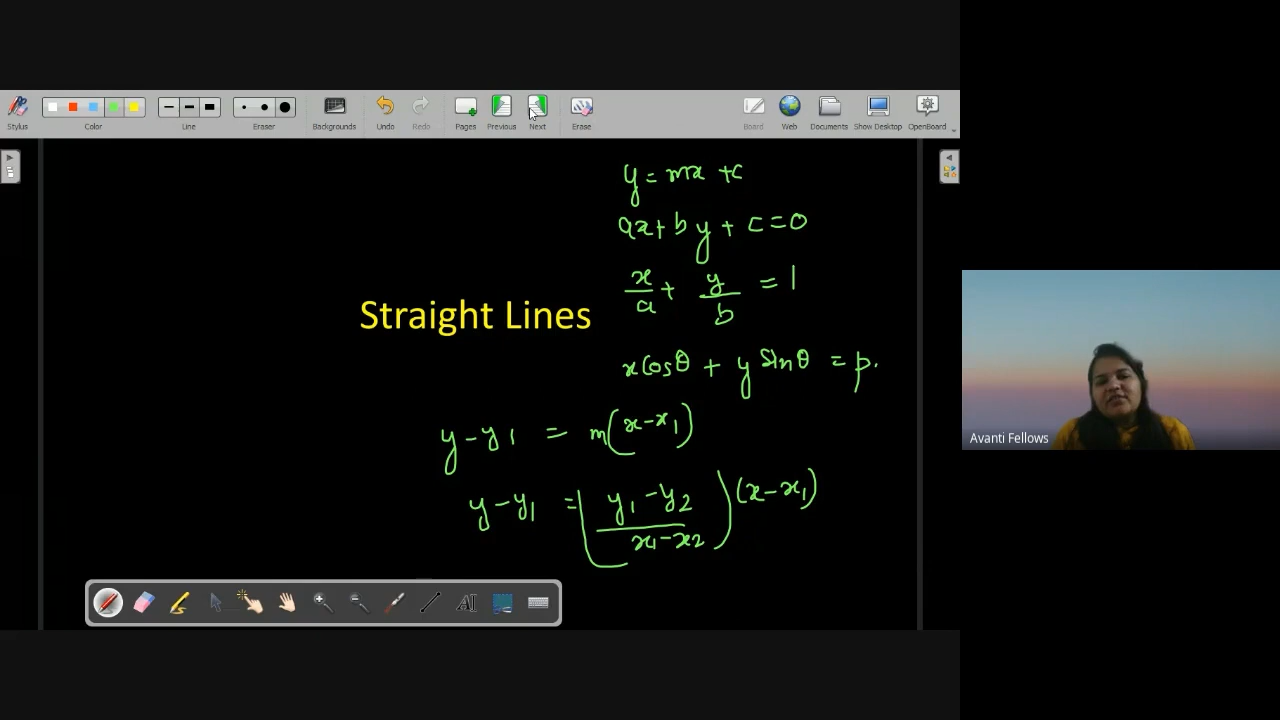 Stylus
Color
Line
Eraser
Backgrounds
Undo
Redo
Pages
Previous
Next
Erase
Board
Web
Documents
Show Desktop
OpenBoard
y = mx + c
ax + by + c = 0
x/a + y/b = 1
Straight Lines
x cosθ + y sinθ = p.
y - y1 = m(x - x1)
y - y1 = (y1 - y2 / x1 - x2) (x - x1)
Avanti Fellows
AI